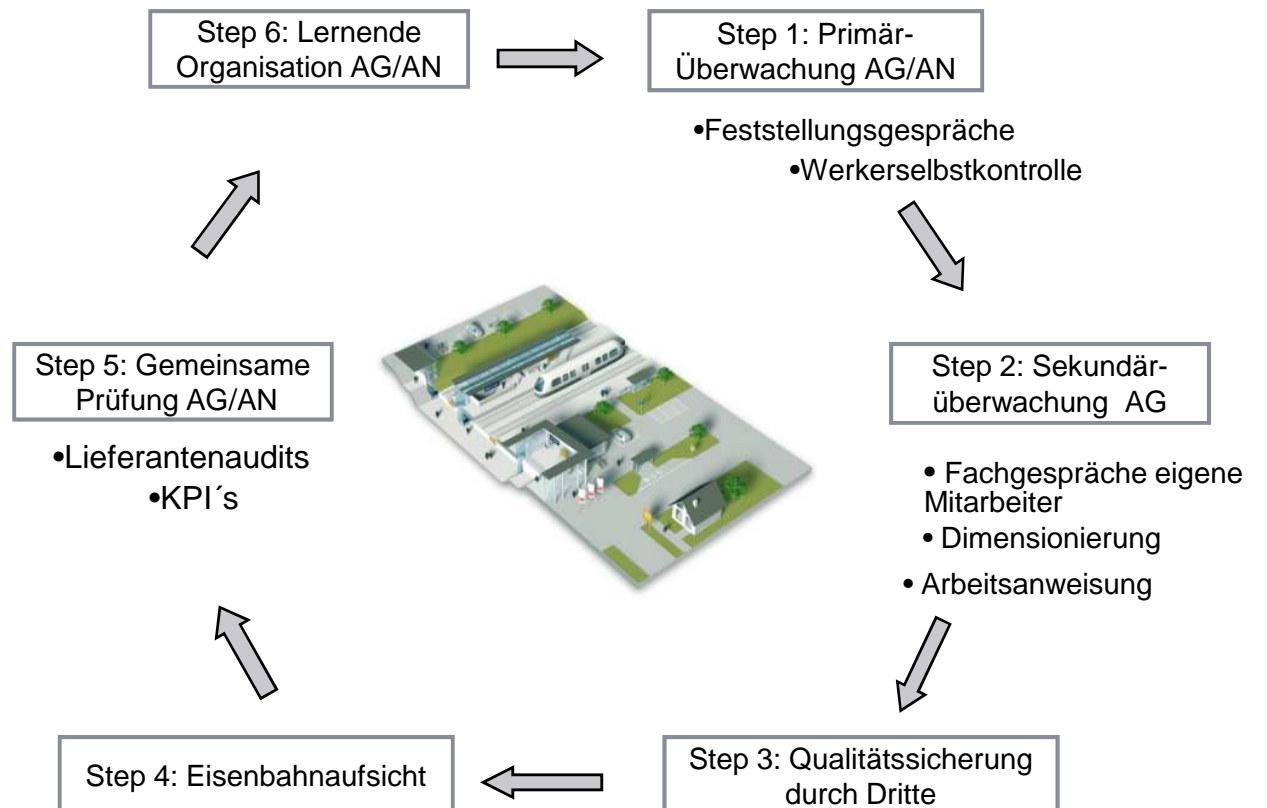 Step 6: Lernende
Organisation AG/AN
Step 1: Primär-
Überwachung AG/AN
•Feststellungsgespräche
•Werkerselbstkontrolle
Step 5: Gemeinsame
Prüfung AG/AN
•Lieferantenaudits
•KPI´s
Step 2: Sekundär-
überwachung AG
• Fachgespräche eigene
Mitarbeiter
• Dimensionierung
• Arbeitsanweisung
Step 4: Eisenbahnaufsicht
Step 3: Qualitätssicherung
durch Dritte